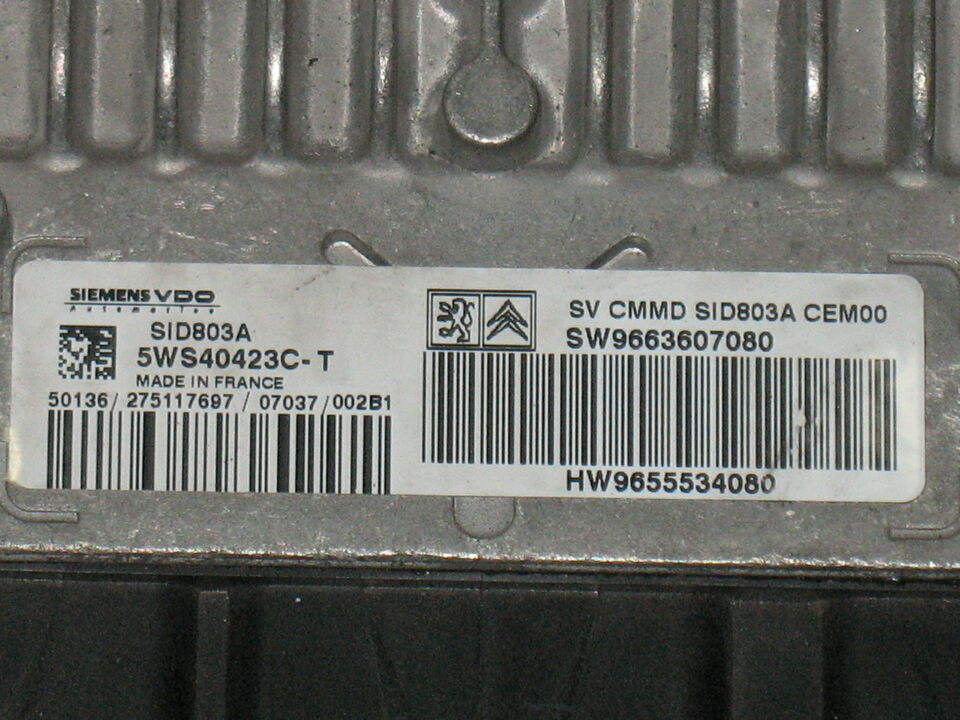 SIEMENS VDO
Automotive
SID803A
5WS40423C-T
MADE IN FRANCE
50136/275117697/07037/002B1
SV CMMD SID803A CEM00
SW9663607080
HW9655534080